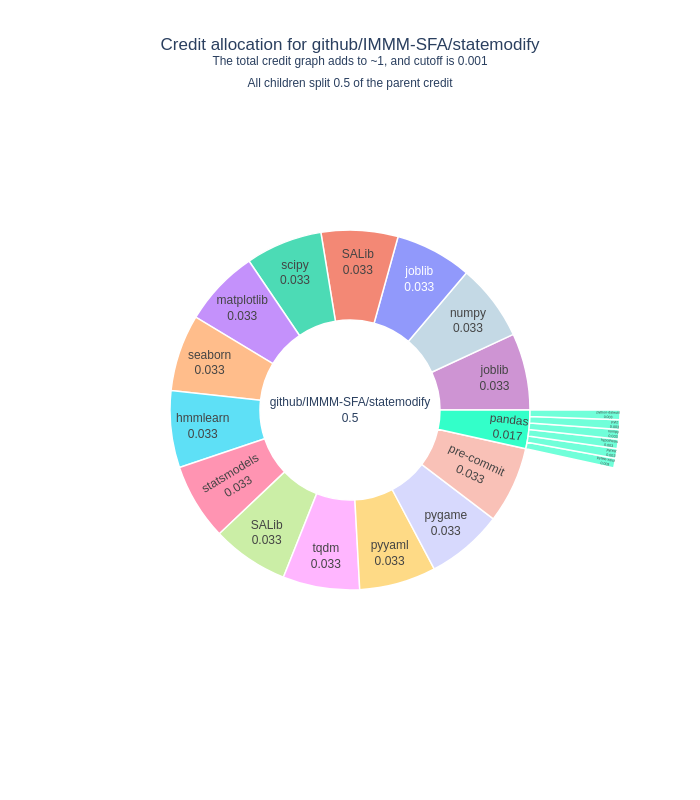 Credit allocation for github/IMMM-SFA/statemodify
The total credit graph adds to ~1, and cutoff is 0.001
All children split 0.5 of the parent credit
SALib
0.033
joblib
0.033
scipy
0.033
numpy
0.033
matplotlib
0.033
joblib
0.033
seaborn
0.033
github/IMMM-SFA/statemodify
0.5
hmmlearn
0.033
pandas
0.017
pre-commit
0.033
statsmodels
0.033
pygame
0.033
SALib
0.033
pyyaml
0.033
tqdm
0.033